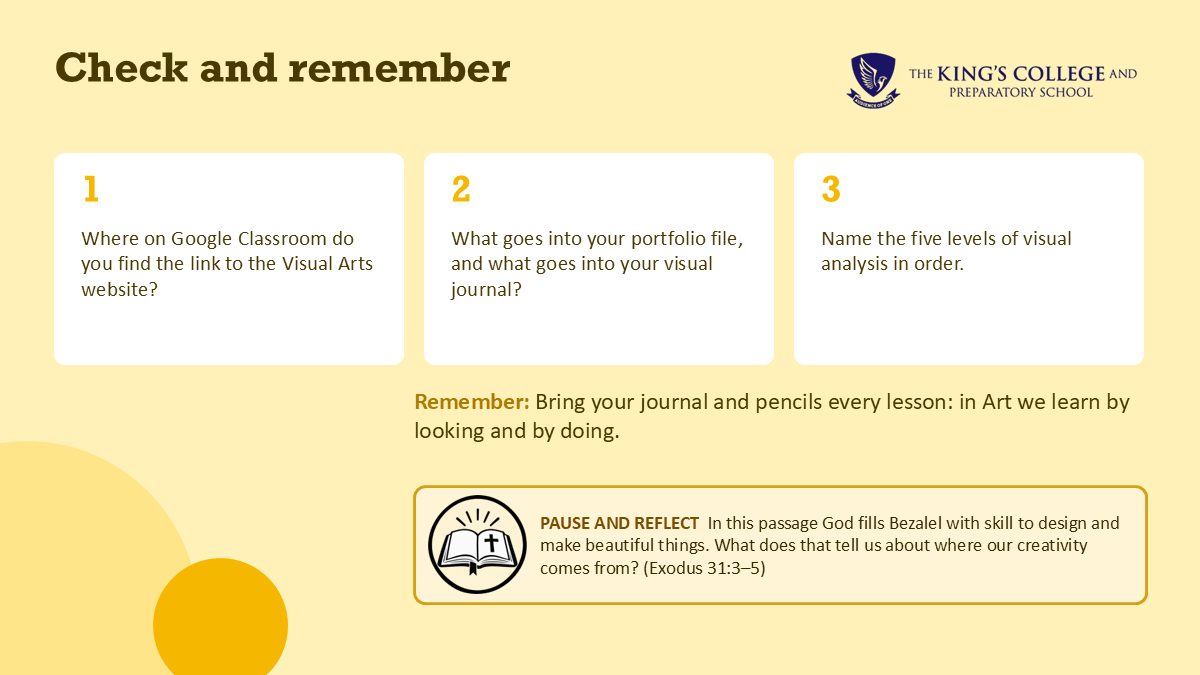 Check and remember
THE KING'S COLLEGE AND
PREPARATORY SCHOOL
AUDIENCE OF ONE
1
Where on Google Classroom do
you find the link to the Visual Arts
website?
2
What goes into your portfolio file,
and what goes into your visual
journal?
3
Name the five levels of visual
analysis in order.
Remember: Bring your journal and pencils every lesson: in Art we learn by
looking and by doing.
PAUSE AND REFLECT In this passage God fills Bezalel with skill to design and
make beautiful things. What does that tell us about where our creativity
comes from? (Exodus 31:3–5)